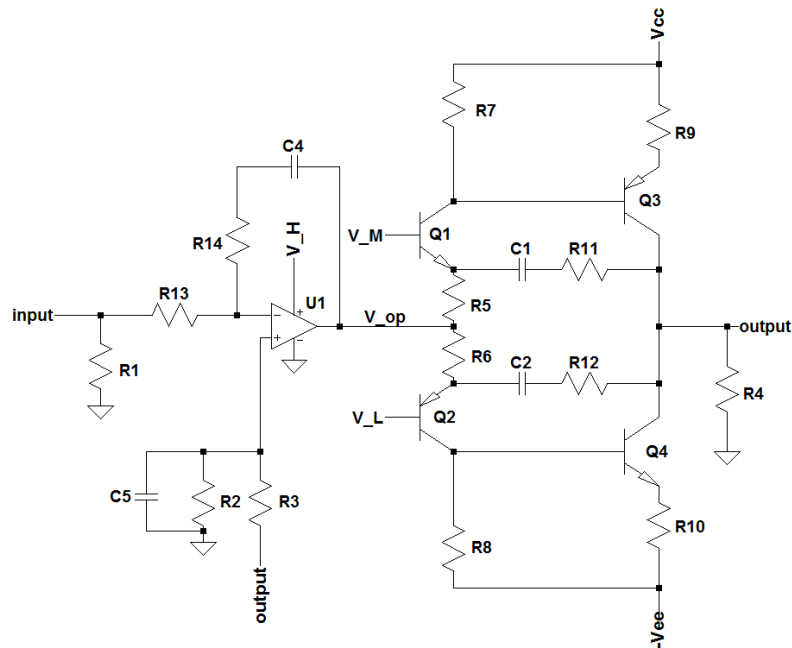 Vcc
R7
R9
C4
Q3
V_H
R14
V_M
Q1
C1
R11
U1
R13
input
R5
V_op
output
R1
R6
C2
R12
R4
V_L
Q2
Q4
C5
R2
R3
R10
R8
output
-Vee